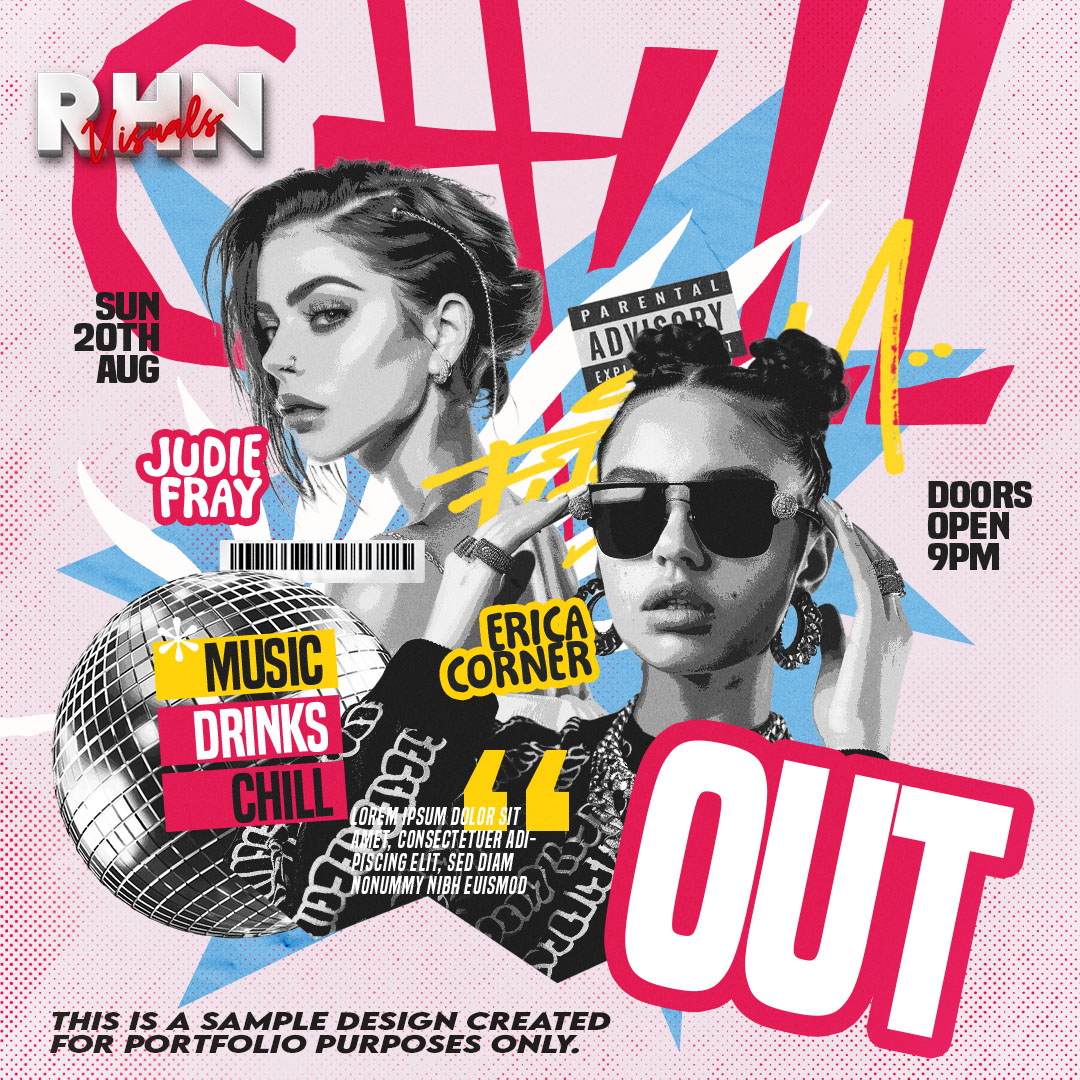 CHILL
RHN
Visuals
SUN
20TH
AUG
PARENTAL
ADVISORY
JUDIE
FRAY
DOORS
OPEN
9PM
ERICA
CORNER
*MUSIC
DRINKS
CHILL
“
LOREM IPSUM DOLOR SIT
AMET, CONSECTETUER ADI-
PISCING ELIT, SED DIAM
NONUMMY NIBH EUISMOD
OUT
THIS IS A SAMPLE DESIGN CREATED
FOR PORTFOLIO PURPOSES ONLY.